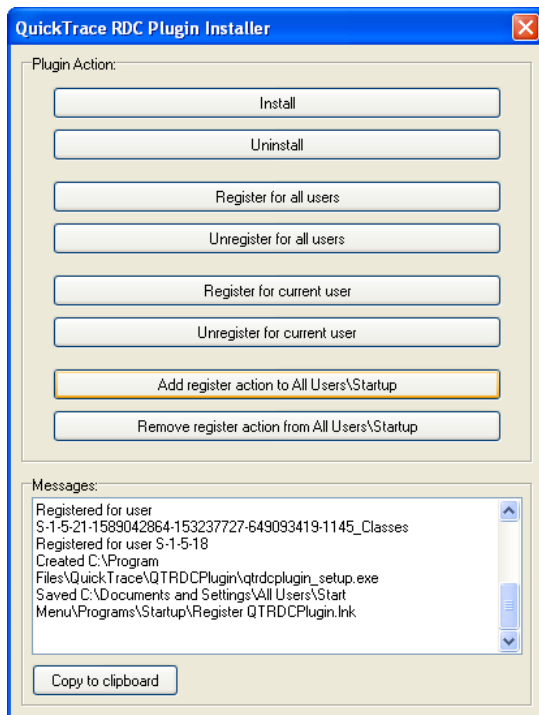 QuickTrace RDC Plugin Installer
Plugin Action:
Install
Uninstall
Register for all users
Unregister for all users
Register for current user
Unregister for current user
Add register action to All Users\Startup
Remove register action from All Users\Startup
Messages:
Registered for user
S-1-5-21-1589042864-153237727-649093419-1145_Classes
Registered for user S-1-5-18
Created C:\Program
Files\QuickTrace\QTRDCPlugin\qtrdcplugin_setup.exe
Saved C:\Documents and Settings\All Users\Start
Menu\Programs\Startup\Register QTRDCPlugin.lnk
Copy to clipboard